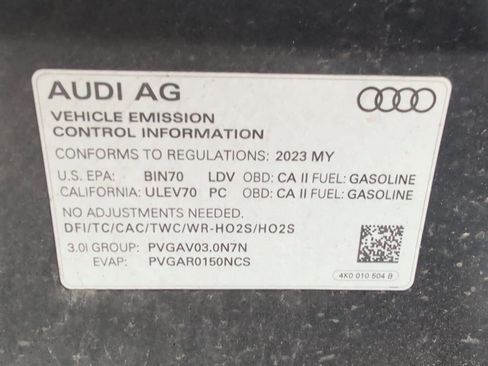 AUDI AG
VEHICLE EMISSION
CONTROL INFORMATION
CONFORMS TO REGULATIONS: 2023 MY
U.S. EPA: BIN70 LDV OBD: CA II FUEL: GASOLINE
CALIFORNIA: ULEV70 PC OBD: CA II FUEL: GASOLINE
NO ADJUSTMENTS NEEDED.
DFI/TC/CAC/TWC/WR-HO2S/HO2S
3.0l GROUP: PVGAV03.0N7N
EVAP: PVGAR0150NCS
4K0 010 504 B